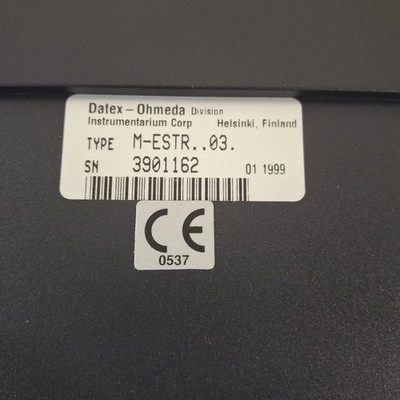 Datex-Ohmeda Division
Instrumentarium Corp Helsinki, Finland
TYPE M-ESTR..03.
SN 3901162 01 1999
CE
0537